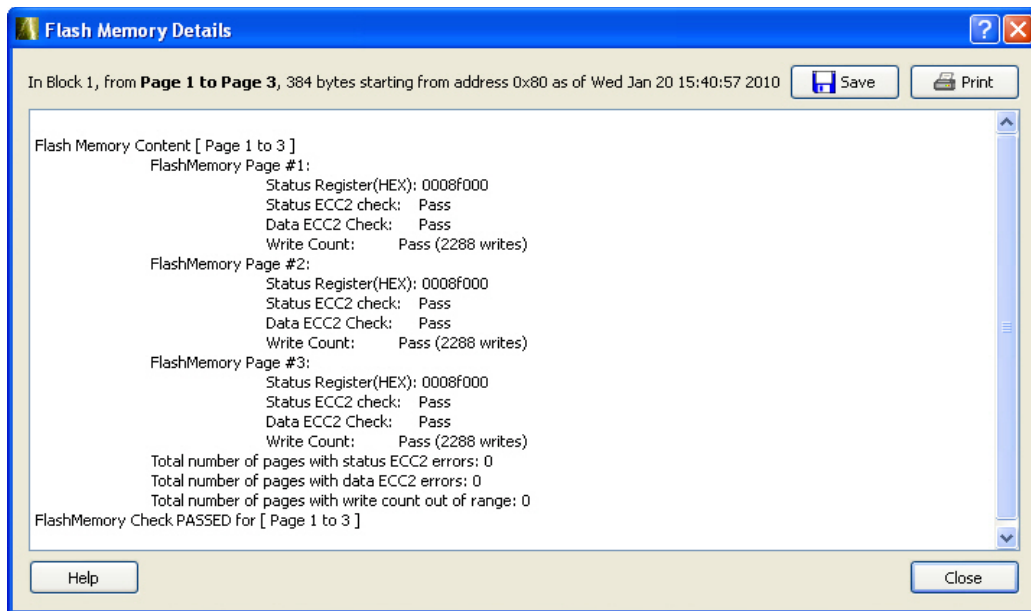 Flash Memory Details
In Block 1, from Page 1 to Page 3, 384 bytes starting from address 0x80 as of Wed Jan 20 15:40:57 2010 Save Print
Flash Memory Content [ Page 1 to 3 ]
FlashMemory Page #1:
Status Register(HEX): 0008f000
Status ECC2 check: Pass
Data ECC2 Check: Pass
Write Count: Pass (2288 writes)
FlashMemory Page #2:
Status Register(HEX): 0008f000
Status ECC2 check: Pass
Data ECC2 Check: Pass
Write Count: Pass (2288 writes)
FlashMemory Page #3:
Status Register(HEX): 0008f000
Status ECC2 check: Pass
Data ECC2 Check: Pass
Write Count: Pass (2288 writes)
Total number of pages with status ECC2 errors: 0
Total number of pages with data ECC2 errors: 0
Total number of pages with write count out of range: 0
FlashMemory Check PASSED for [ Page 1 to 3 ]
Help Close